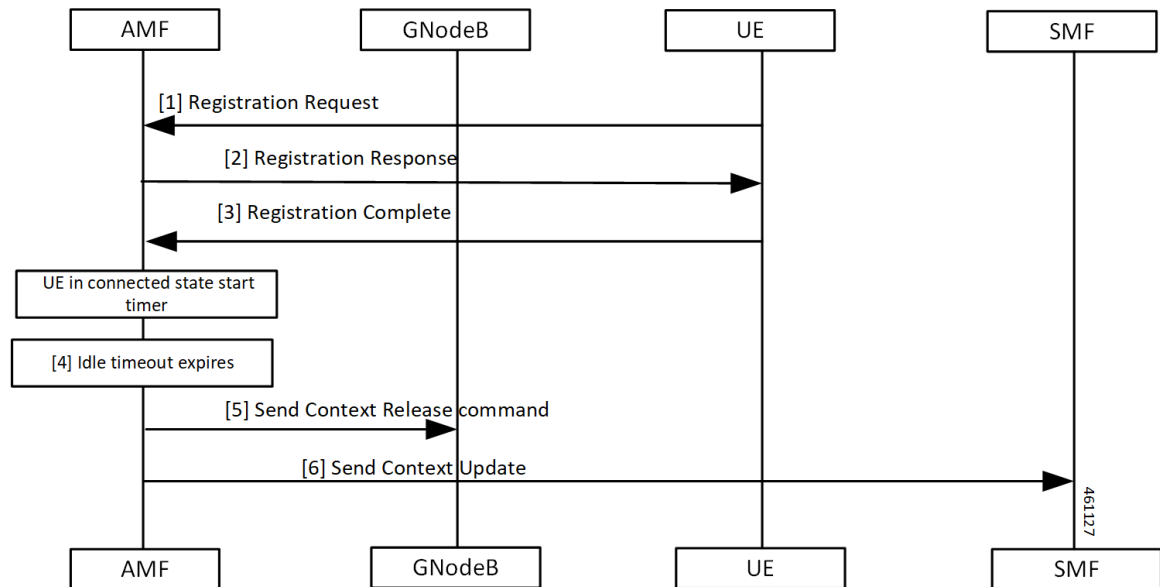 AMF
GNodeB
UE
SMF
[1] Registration Request
[2] Registration Response
[3] Registration Complete
UE in connected state start
timer
[4] Idle timeout expires
[5] Send Context Release command
[6] Send Context Update
461127
AMF
GNodeB
UE
SMF